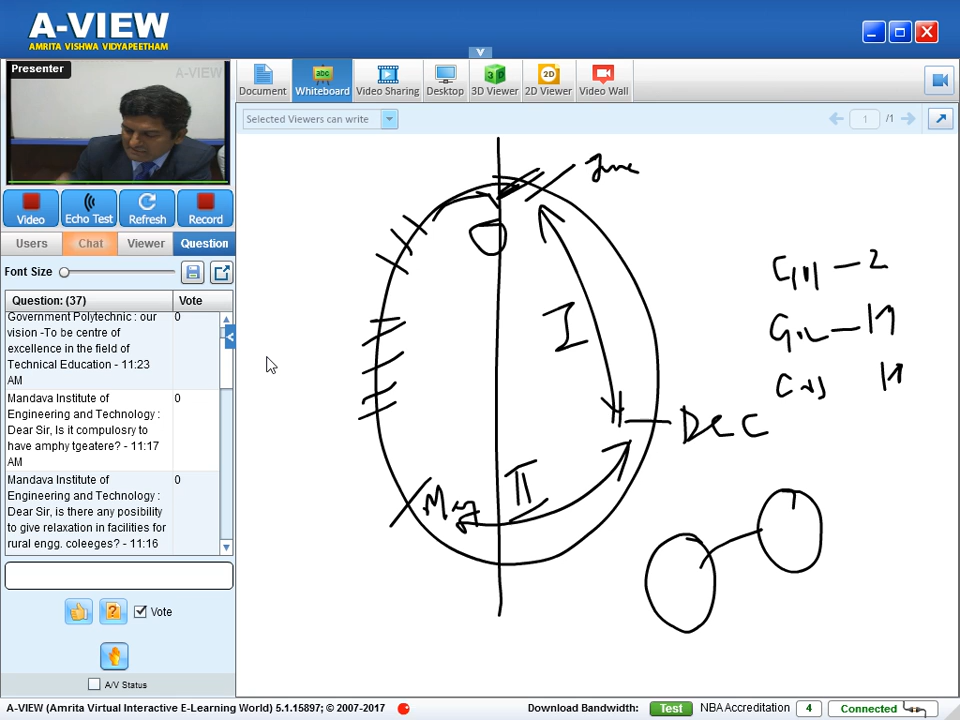 A-VIEW
AMRITA VISHWA VIDYAPEETHAM
Presenter
A-VIEW
Video
Echo Test
Refresh
Record
Users
Chat
Viewer
Question
Font Size
Question: (37)
Vote
Government Polytechnic : our
vision -To be centre of
excellence in the field of
Technical Education - 11:23
AM
0
Mandava Institute of
Engineering and Technology :
Dear Sir, Is it compulosry to
have amphy tgeatere? - 11:17
AM
0
Mandava Institute of
Engineering and Technology :
Dear Sir, is there any posibility
to give relaxation in facilities for
rural engg. coleeges? - 11:16
0
Vote
A/V Status
Document
Whiteboard
Video Sharing
Desktop
3D Viewer
2D Viewer
Video Wall
Selected Viewers can write
1
/1
June
I
DEC
II
May
2
A-VIEW (Amrita Virtual Interactive E-Learning World) 5.1.15897; © 2007-2017
Download Bandwidth:
Test
NBA Accreditation
4
Connected